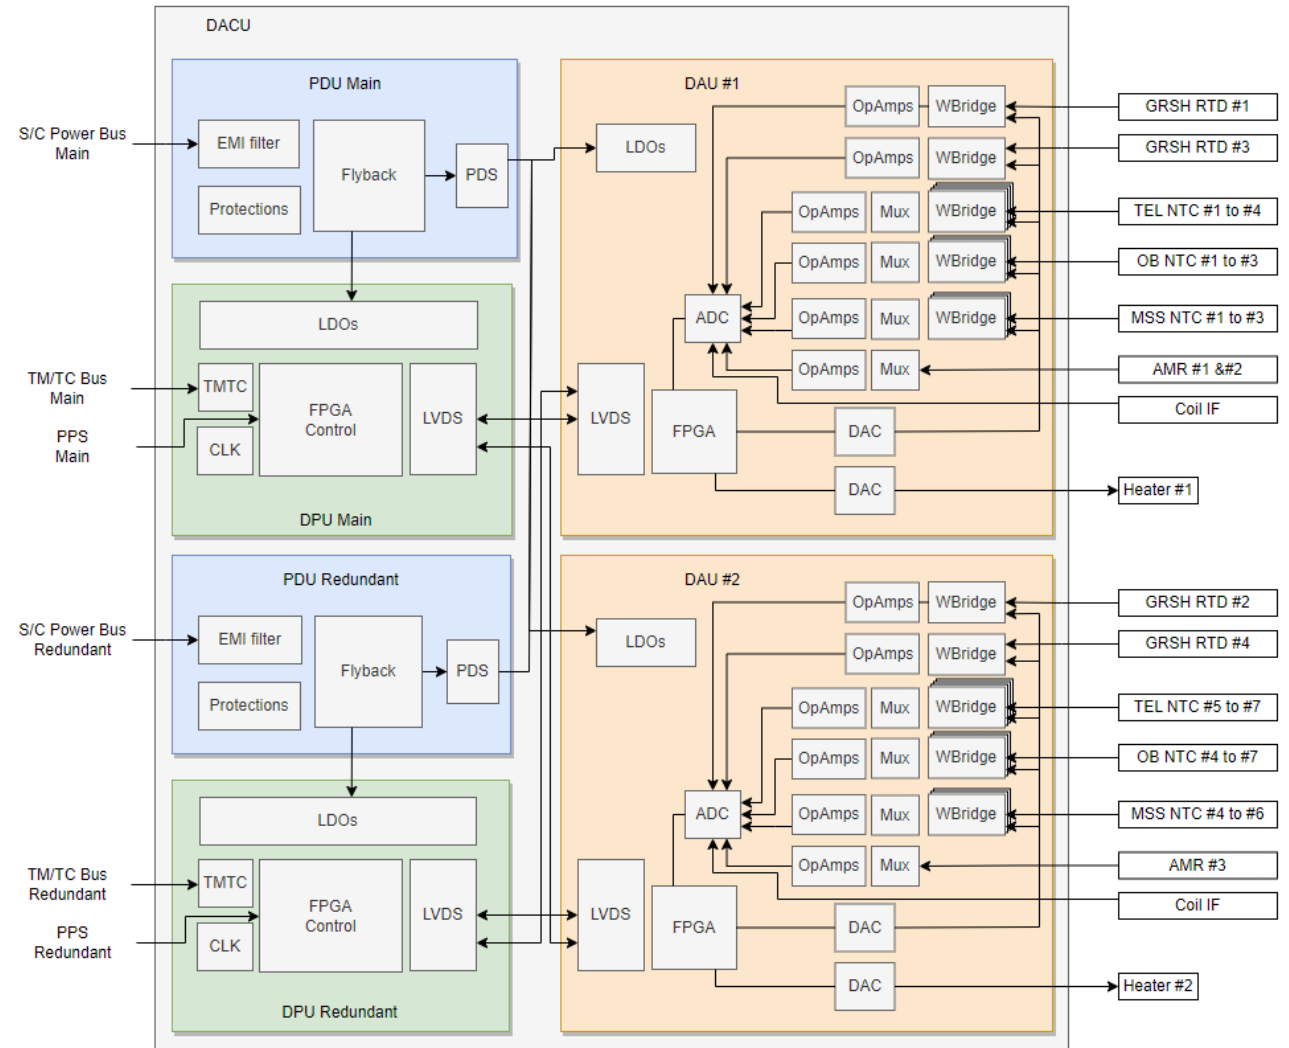 DACU
PDU Main
S/C Power Bus
Main
EMI filter
Protections
Flyback
PDS
LDOs
TM/TC Bus
Main
PPS
Main
TMTC
CLK
FPGA
Control
LVDS
DPU Main
DAU #1
LDOs
OpAmps
WBridge
GRSH RTD #1
OpAmps
WBridge
GRSH RTD #3
OpAmps
Mux
WBridge
TEL NTC #1 to #4
OpAmps
Mux
WBridge
OB NTC #1 to #3
ADC
OpAmps
Mux
WBridge
MSS NTC #1 to #3
OpAmps
Mux
AMR #1 &#2
Coil IF
LVDS
FPGA
DAC
DAC
Heater #1
PDU Redundant
S/C Power Bus
Redundant
EMI filter
Protections
Flyback
PDS
LDOs
TM/TC Bus
Redundant
PPS
Redundant
TMTC
CLK
FPGA
Control
LVDS
DPU Redundant
DAU #2
LDOs
OpAmps
WBridge
GRSH RTD #2
OpAmps
WBridge
GRSH RTD #4
OpAmps
Mux
WBridge
TEL NTC #5 to #7
OpAmps
Mux
WBridge
OB NTC #4 to #7
ADC
OpAmps
Mux
WBridge
MSS NTC #4 to #6
OpAmps
Mux
AMR #3
Coil IF
LVDS
FPGA
DAC
DAC
Heater #2